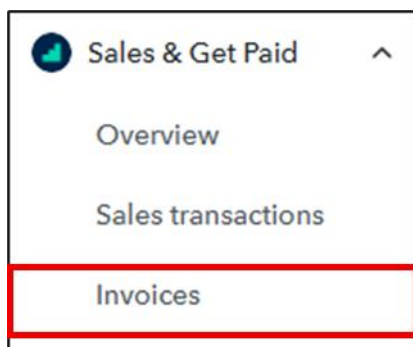 Sales & Get Paid
Overview
Sales transactions
Invoices